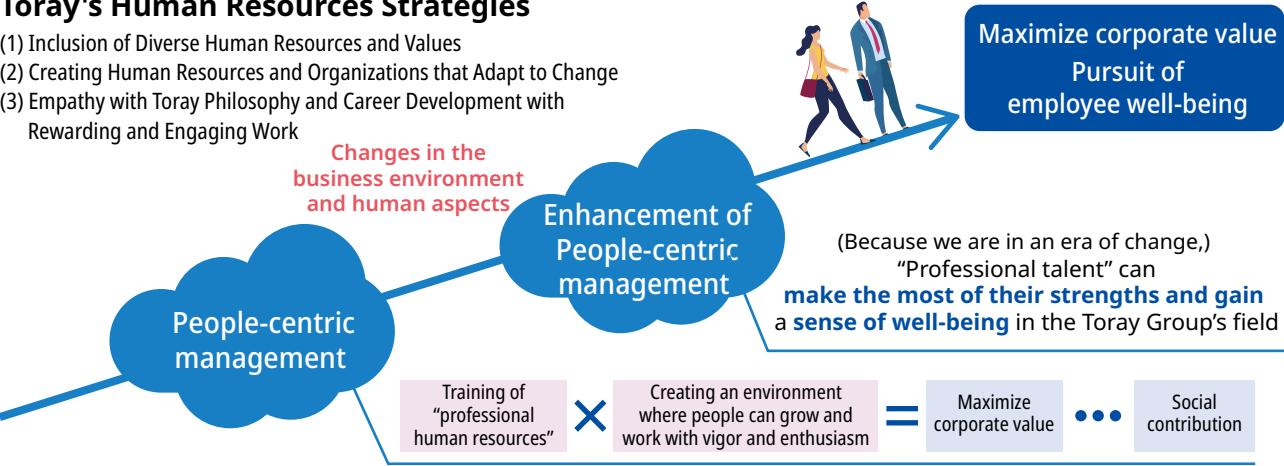 Toray's Human Resources Strategies
(1) Inclusion of Diverse Human Resources and Values
(2) Creating Human Resources and Organizations that Adapt to Change
(3) Empathy with Toray Philosophy and Career Development with
Rewarding and Engaging Work
Maximize corporate value
Pursuit of
employee well-being
Changes in the
business environment
and human aspects
Enhancement of
People-centric
management
(Because we are in an era of change,)
“Professional talent” can
make the most of their strengths and gain
a sense of well-being in the Toray Group’s field
People-centric
management
Training of
“professional
human resources”
×
Creating an environment
where people can grow and
work with vigor and enthusiasm
=
Maximize
corporate value
•••
Social
contribution